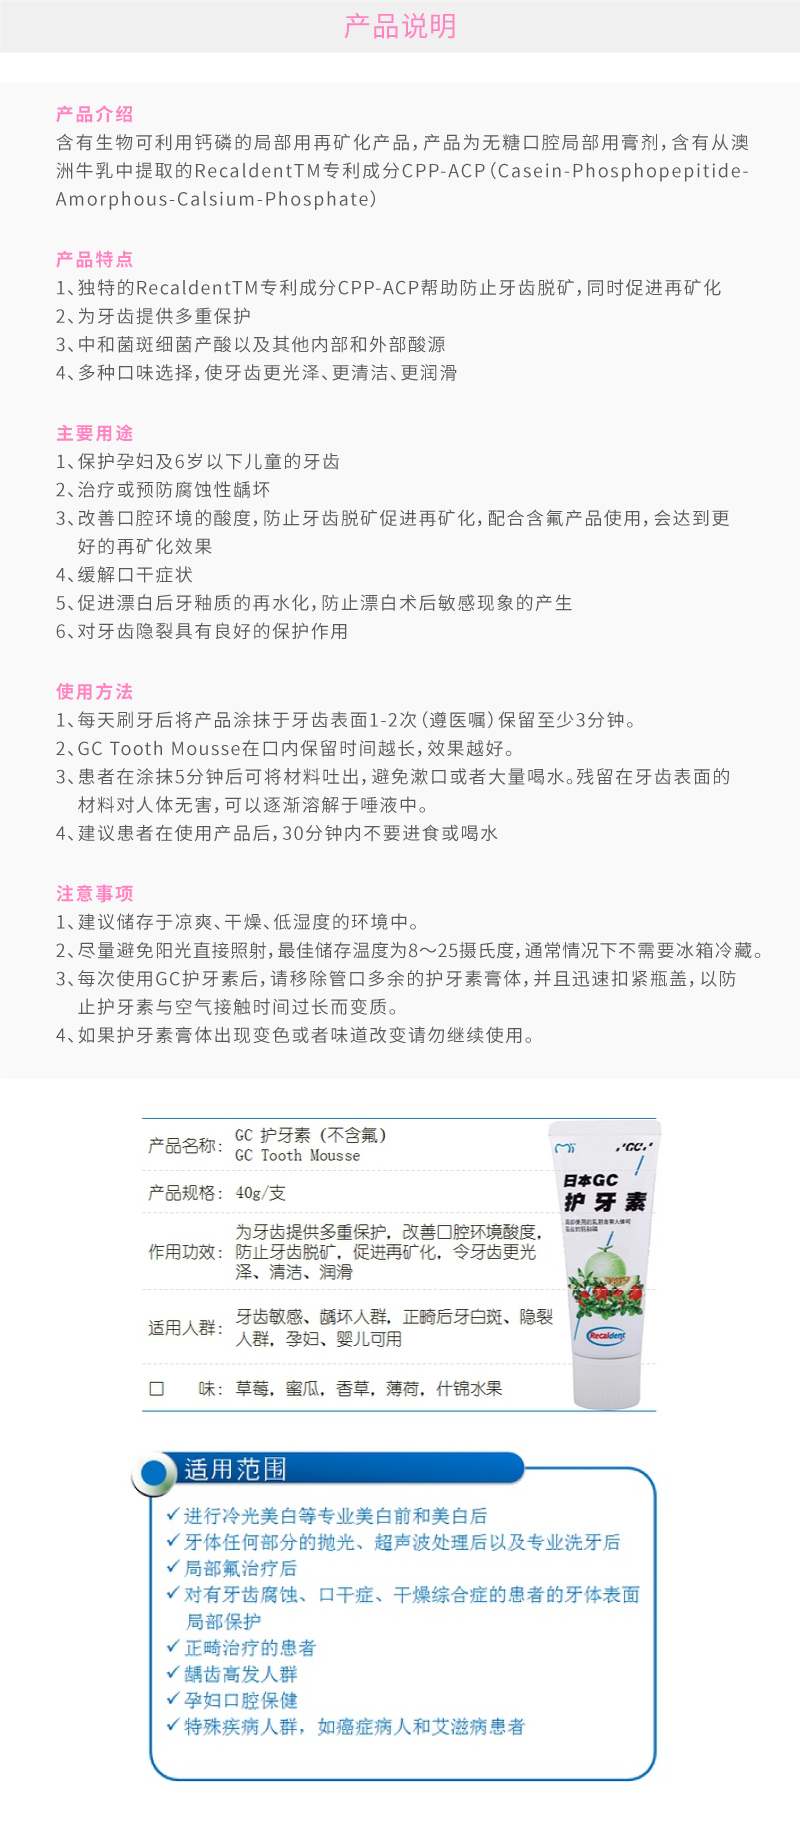 产品说明
产品介绍
含有生物可利用钙磷的局部用再矿化产品，产品为无糖口腔局部用膏剂，含有从澳
洲牛乳中提取的RecaldentTM专利成分CPP-ACP（Casein-Phosphopepitide-
Amorphous-Calsium-Phosphate）
产品特点
1、独特的RecaldentTM专利成分CPP-ACP帮助防止牙齿脱矿，同时促进再矿化
2、为牙齿提供多重保护
3、中和菌斑细菌产酸以及其他内部和外部酸源
4、多种口味选择，使牙齿更光泽、更清洁、更润滑
主要用途
1、保护孕妇及6岁以下儿童的牙齿
2、治疗或预防腐蚀性龋坏
3、改善口腔环境的酸度，防止牙齿脱矿促进再矿化，配合含氟产品使用，会达到更
好的再矿化效果
4、缓解口干症状
5、促进漂白后牙釉质的再水化，防止漂白术后敏感现象的产生
6、对牙齿隐裂具有良好的保护作用
使用方法
1、每天刷牙后将产品涂抹于牙齿表面1-2次（遵医嘱）保留至少3分钟。
2、GC Tooth Mousse在口内保留时间越长，效果越好。
3、患者在涂抹5分钟后可将材料吐出，避免漱口或者大量喝水。残留在牙齿表面的
材料对人体无害，可以逐渐溶解于唾液中。
4、建议患者在使用产品后，30分钟内不要进食或喝水
注意事项
1、建议储存于凉爽、干燥、低湿度的环境中。
2、尽量避免阳光直接照射，最佳储存温度为8～25摄氏度，通常情况下不需要冰箱冷藏。
3、每次使用GC护牙素后，请移除管口多余的护牙素膏体，并且迅速扣紧瓶盖，以防
止护牙素与空气接触时间过长而变质。
4、如果护牙素膏体出现变色或者味道改变请勿继续使用。
产品名称： GC 护牙素（不含氟）
GC Tooth Mousse
产品规格： 40g/支
作用功效： 为牙齿提供多重保护，改善口腔环境酸度，
防止牙齿脱矿，促进再矿化，令牙齿更光
泽、清洁、润滑
适用人群： 牙齿敏感、龋坏人群，正畸后牙白斑、隐裂
人群，孕妇、婴儿可用
口 味： 草莓，蜜瓜，香草，薄荷，什锦水果
Mi GC
日本GC
护牙素
Recaldent
适用范围
✓进行冷光美白等专业美白前和美白后
✓牙体任何部分的抛光、超声波处理后以及专业洗牙后
✓局部氟治疗后
✓对有牙齿腐蚀、口干症、干燥综合症的患者的牙体表面
局部保护
✓正畸治疗的患者
✓龋齿高发人群
✓孕妇口腔保健
✓特殊疾病人群，如癌症病人和艾滋病患者